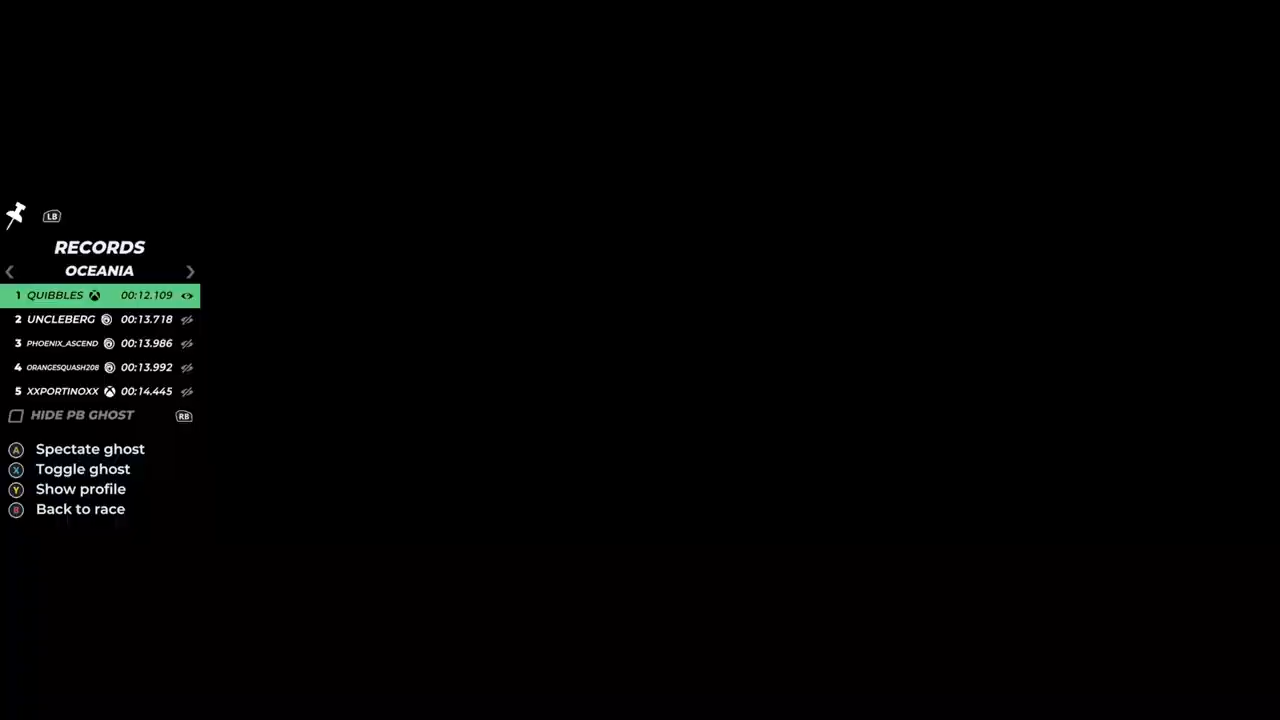 LB
RECORDS
OCEANIA
1 QUIBBLES 00:12.109
2 UNCLEBERG 00:13.718
3 PHOENIX_ASCEND 00:13.986
4 ORANGESQUASH208 00:13.992
5 XXPORTINOXX 00:14.445
HIDE PB GHOST RB
A Spectate ghost
X Toggle ghost
Y Show profile
B Back to race